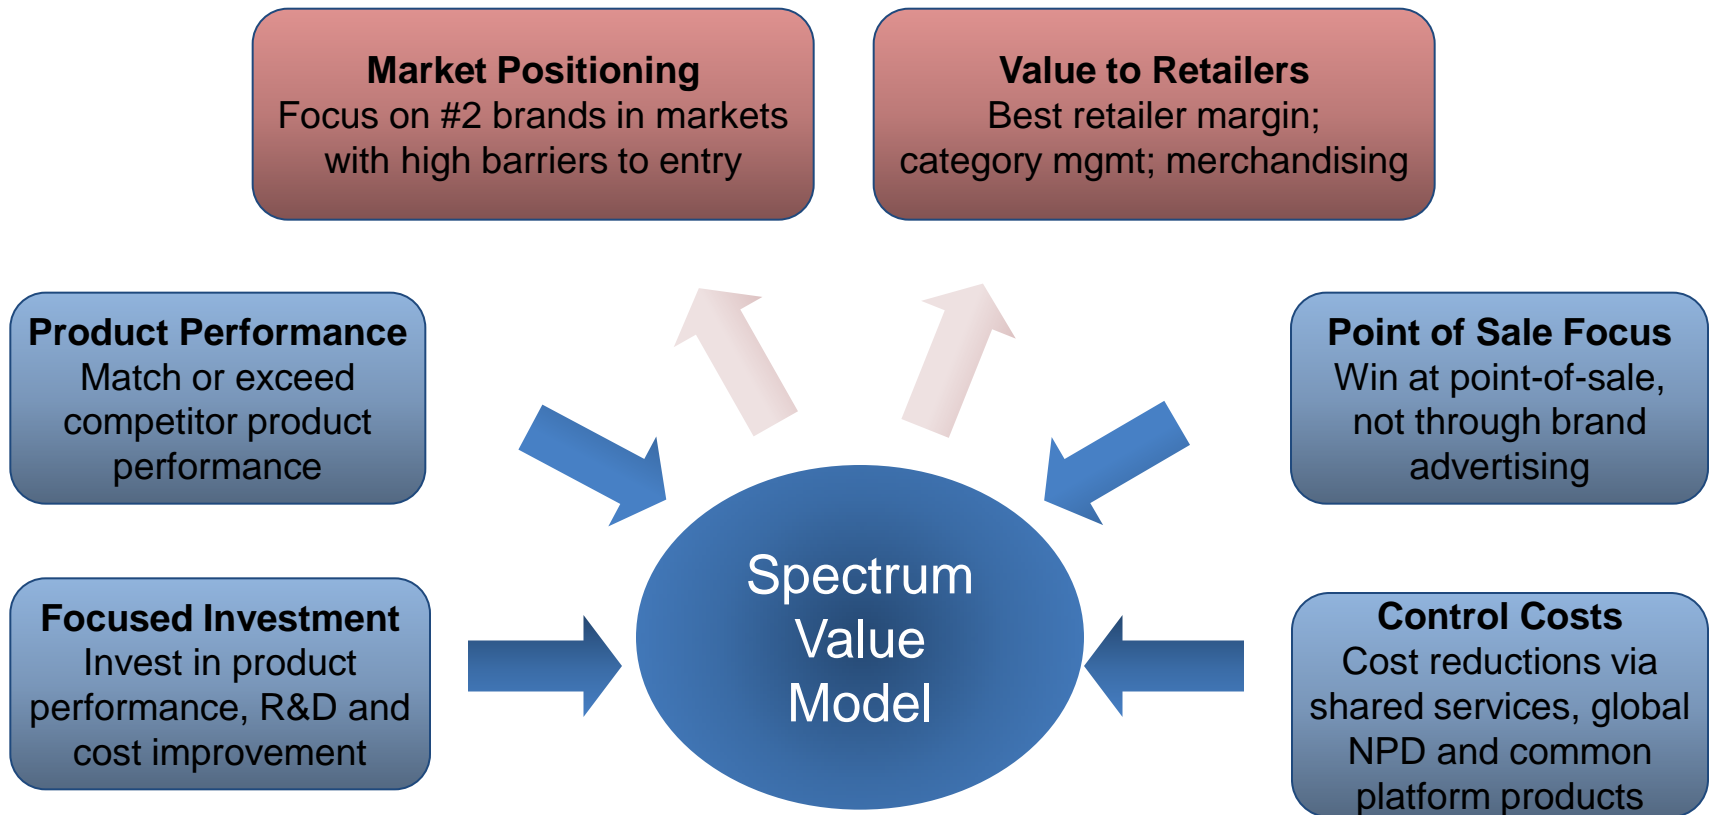 Market Positioning
Focus on #2 brands in markets
with high barriers to entry
Value to Retailers
Best retailer margin;
category mgmt; merchandising
Product Performance
Match or exceed
competitor product
performance
Point of Sale Focus
Win at point-of-sale,
not through brand
advertising
Focused Investment
Invest in product
performance, R&D and
cost improvement
Spectrum
Value
Model
Control Costs
Cost reductions via
shared services, global
NPD and common
platform products